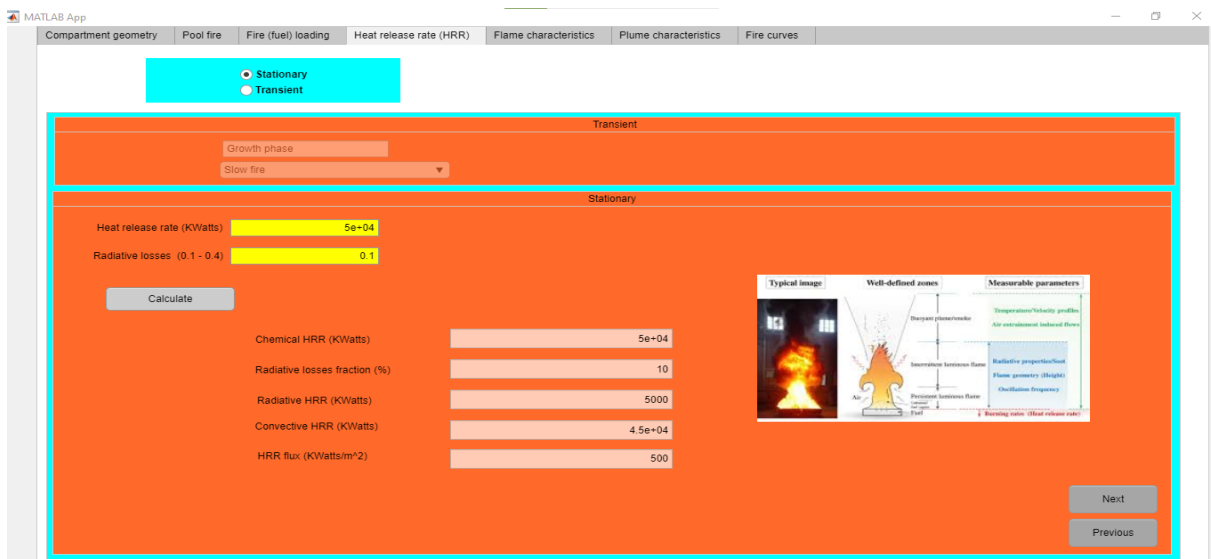 MATLAB App
Compartment geometry Pool fire Fire (fuel) loading Heat release rate (HRR) Flame characteristics Plume characteristics Fire curves
Stationary
Transient
Transient
Growth phase
Slow fire
Stationary
Heat release rate (KWatts) 5e+04
Radiative losses (0.1 - 0.4) 0.1
Calculate
Chemical HRR (KWatts) 5e+04
Radiative losses fraction (%) 10
Radiative HRR (KWatts) 5000
Convective HRR (KWatts) 4.5e+04
HRR flux (KWatts/m^2) 500
Typical image Well-defined zones Measurable parameters
Temperature/Velocity profiles
Buoyant plume/smoke
Air entrainment induced flows
Radiative properties/Soot
Intermittent luminous flame
Flame geometry (Height)
Oscillation frequency
Air
Persistent luminous flame
Fuel
Burning rates (Heat release rate)
Next
Previous